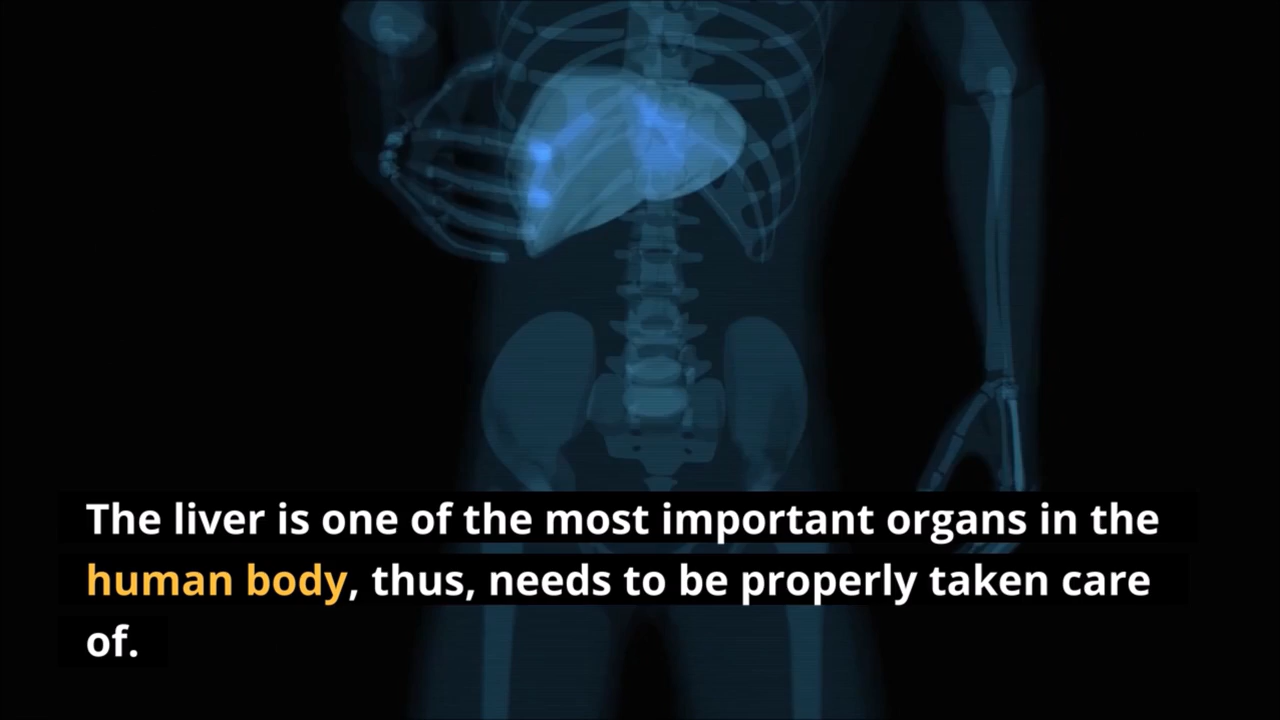 The liver is one of the most important organs in the
human body, thus, needs to be properly taken care
of.